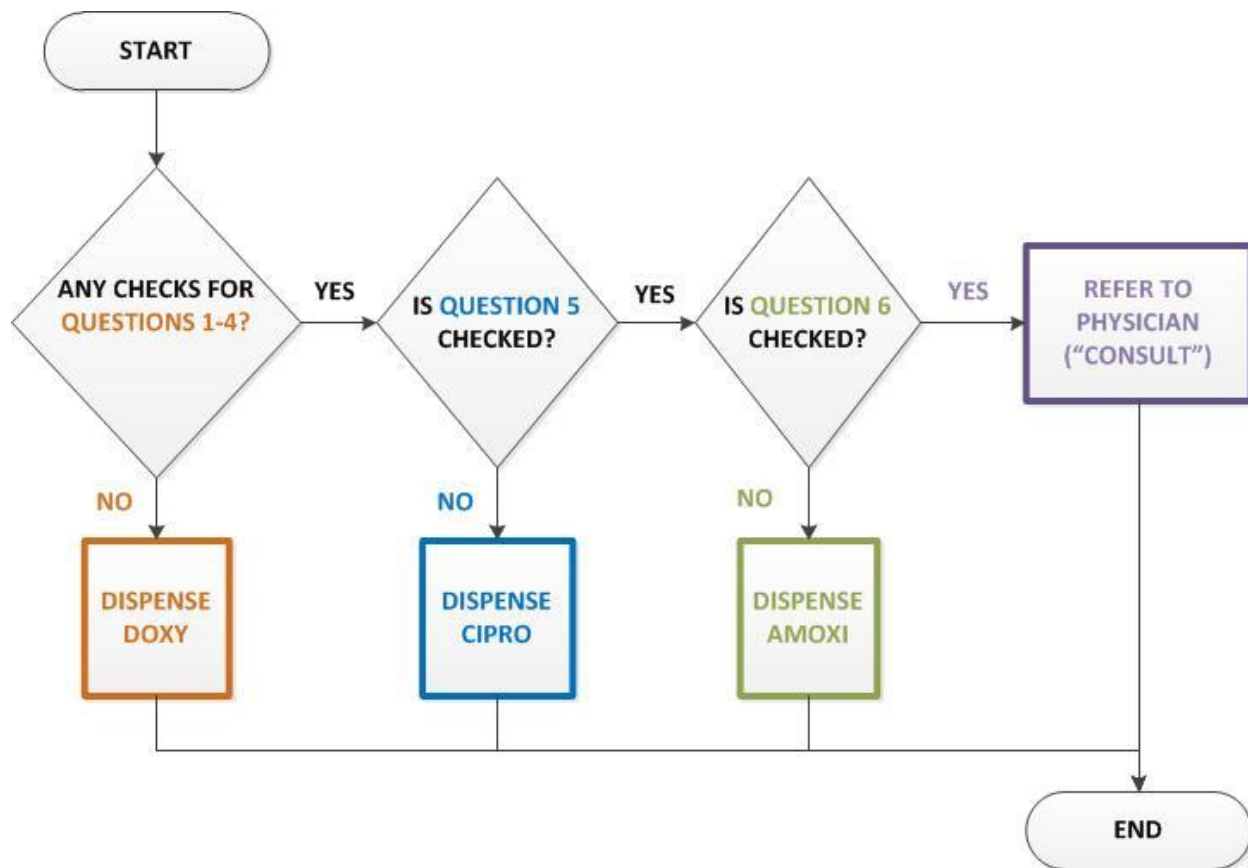 START
ANY CHECKS FOR
QUESTIONS 1-4?
YES
IS QUESTION 5
CHECKED?
YES
IS QUESTION 6
CHECKED?
YES
REFER TO
PHYSICIAN
(“CONSULT”)
NO
DISPENSE
DOXY
NO
DISPENSE
CIPRO
NO
DISPENSE
AMOXI
END